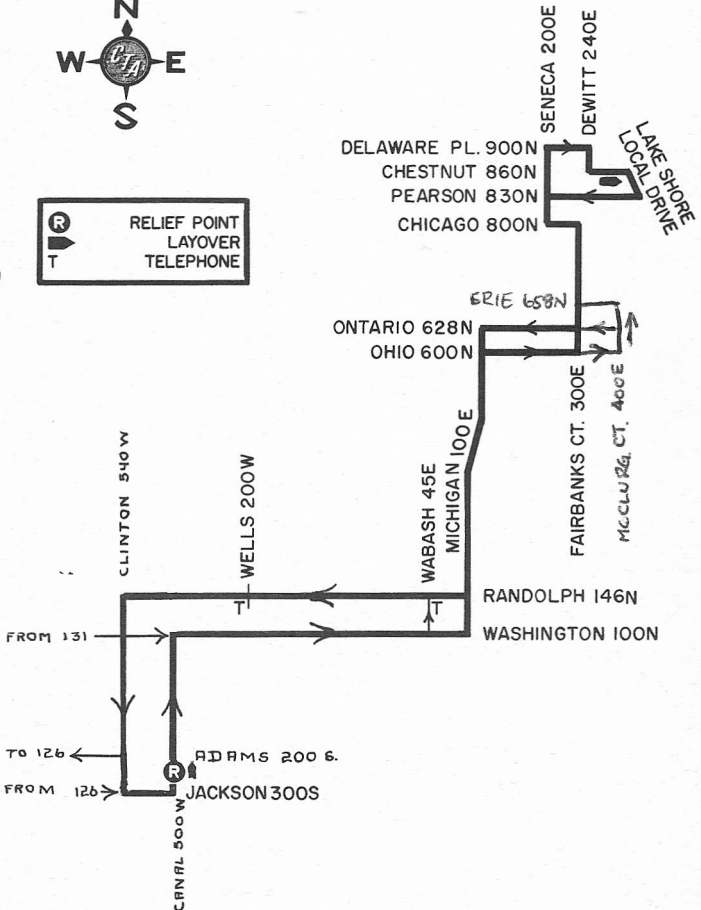 N
W CTA E
S
R RELIEF POINT
LAYOVER
T TELEPHONE
SENECA 200E
DEWITT 240E
DELAWARE PL. 900N
CHESTNUT 860N
PEARSON 830N
CHICAGO 800N
LAKE SHORE
LOCAL DRIVE
ERIE 658N
ONTARIO 628N
OHIO 600N
FAIRBANKS CT. 300E
MCCLURG CT. 400E
CLINTON 540W
WELLS 200W
WABASH 45E
MICHIGAN 100E
T
T
RANDOLPH 146N
FROM 131
WASHINGTON 100N
TO 126
ADAMS 200 S.
R
FROM 126
JACKSON 300S
CANAL 500W